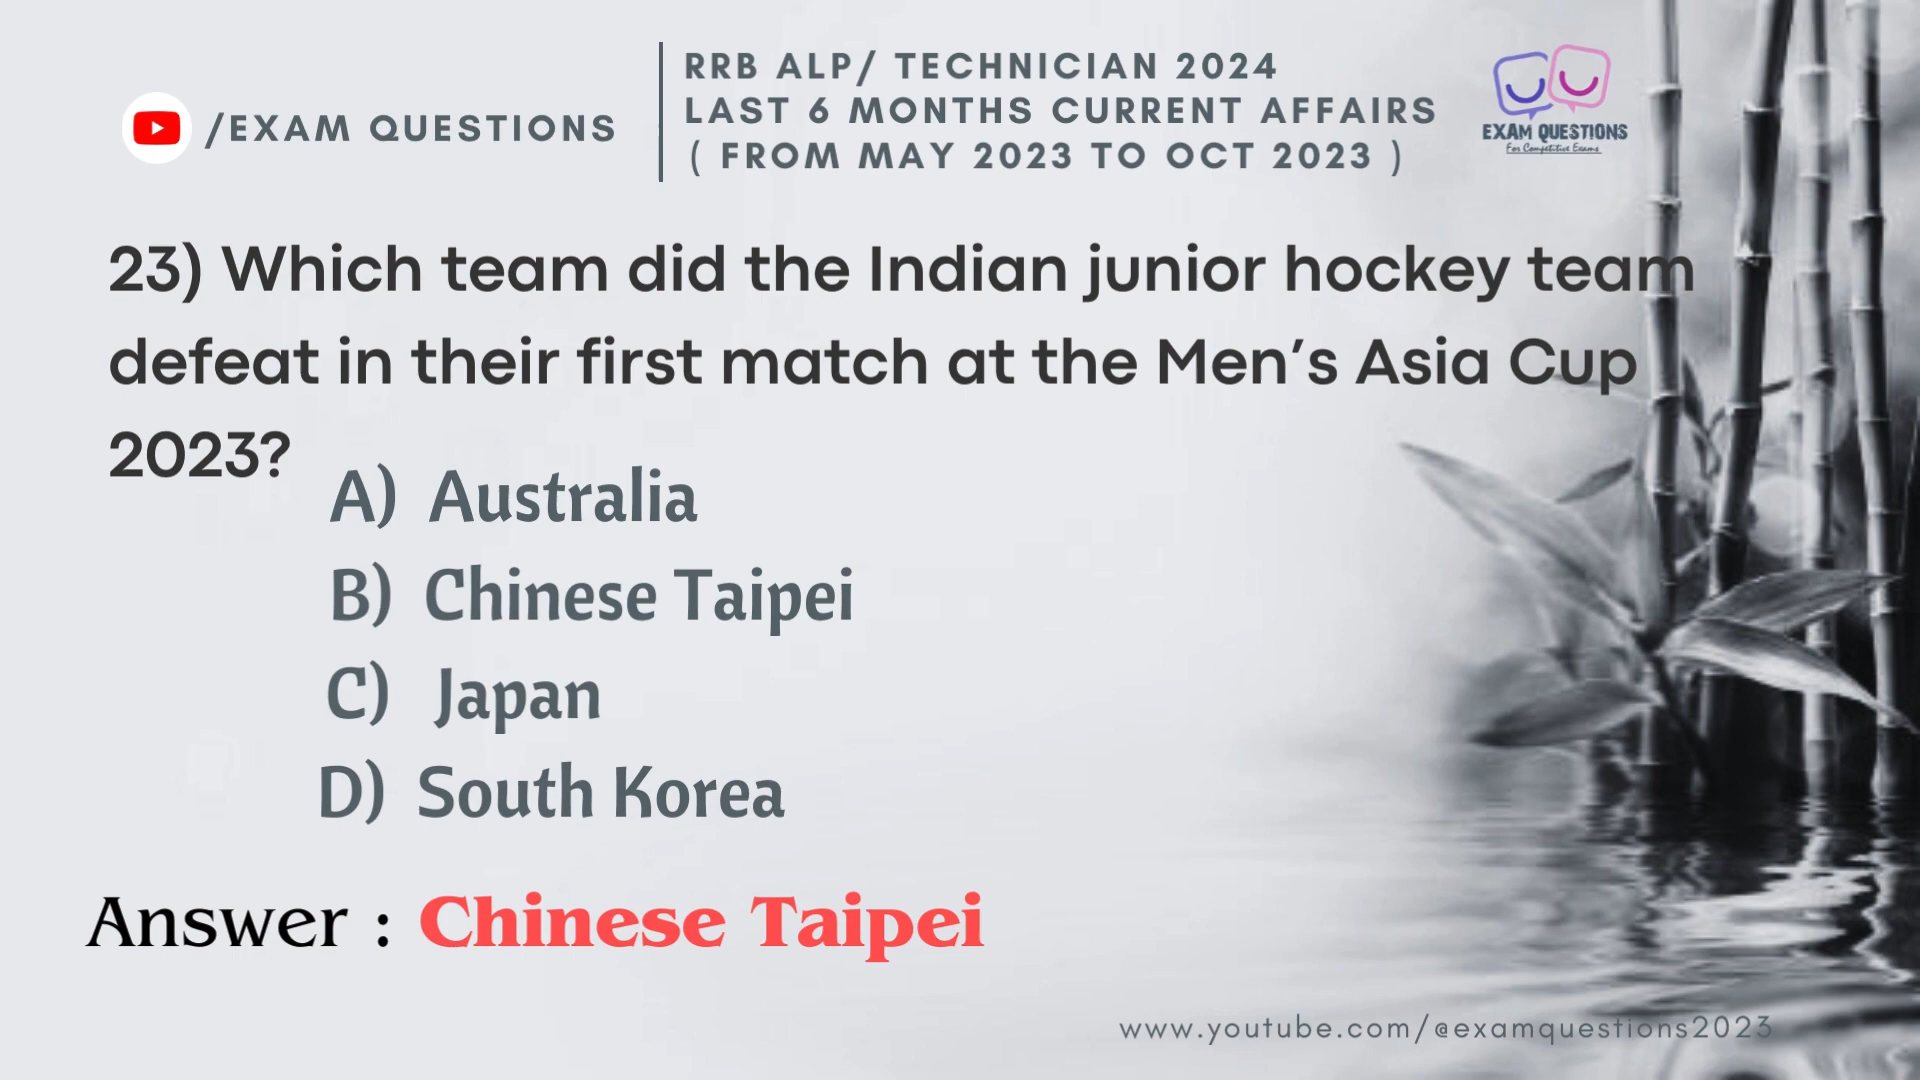 /EXAM QUESTIONS
RRB ALP/ TECHNICIAN 2024
LAST 6 MONTHS CURRENT AFFAIRS
( FROM MAY 2023 TO OCT 2023 )
EXAM QUESTIONS
For Competitive Exams
23) Which team did the Indian junior hockey team
defeat in their first match at the Men’s Asia Cup
2023?
A) Australia
B) Chinese Taipei
C) Japan
D) South Korea
Answer : Chinese Taipei
www.youtube.com/@examquestions2023